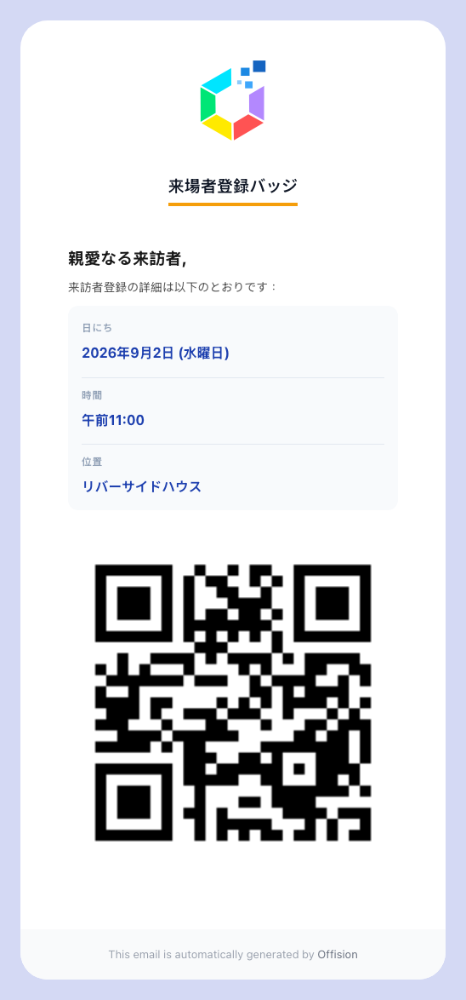 来場者登録バッジ
親愛なる来訪者,
来訪者登録の詳細は以下のとおりです：
日にち
2026年9月2日 (水曜日)
時間
午前11:00
位置
リバーサイドハウス
This email is automatically generated by Offision